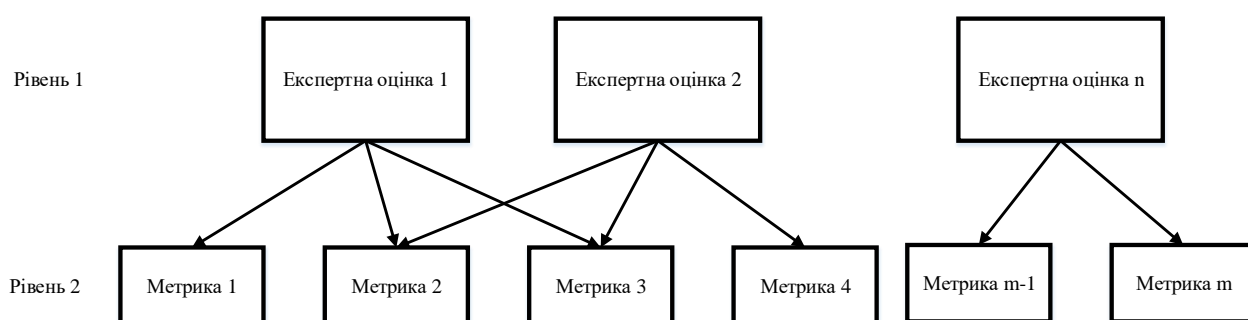 Рівень 1
Експертна оцінка 1
Експертна оцінка 2
Експертна оцінка n
Рівень 2
Метрика 1
Метрика 2
Метрика 3
Метрика 4
Метрика m-1
Метрика m